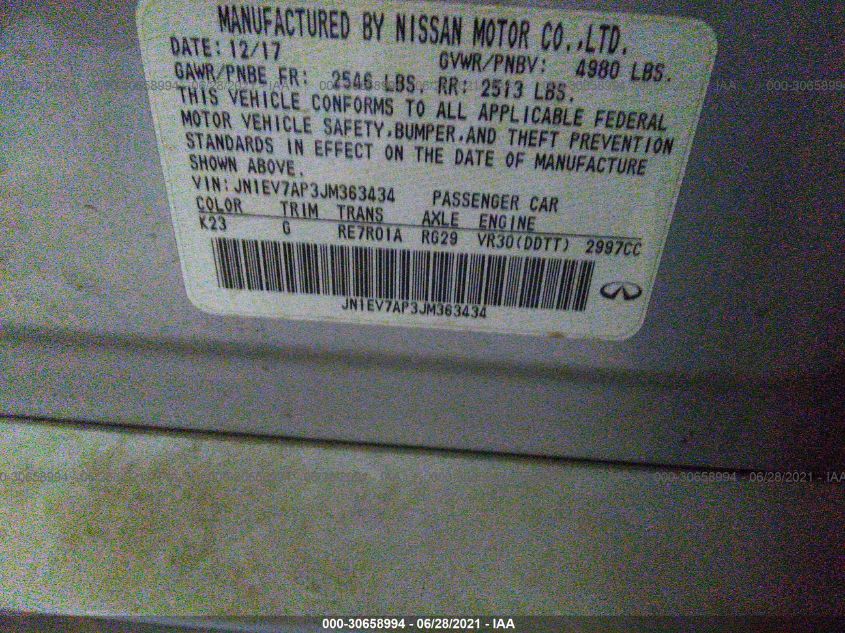 MANUFACTURED BY NISSAN MOTOR CO.,LTD.
DATE: 12/17 GVWR/PNBV: 4980 LBS.
GAWR/PNBE FR: 2546 LBS. RR: 2513 LBS.
THIS VEHICLE CONFORMS TO ALL APPLICABLE FEDERAL
MOTOR VEHICLE SAFETY,BUMPER,AND THEFT PREVENTION
STANDARDS IN EFFECT ON THE DATE OF MANUFACTURE
SHOWN ABOVE.
VIN: JN1EV7AP3JM363434 PASSENGER CAR
COLOR TRIM TRANS AXLE ENGINE
K23 G RE7R01A RG29 VR30(DDTT) 2997CC
JN1EV7AP3JM363434
000-30658994 - 06/28/2021 - IAA